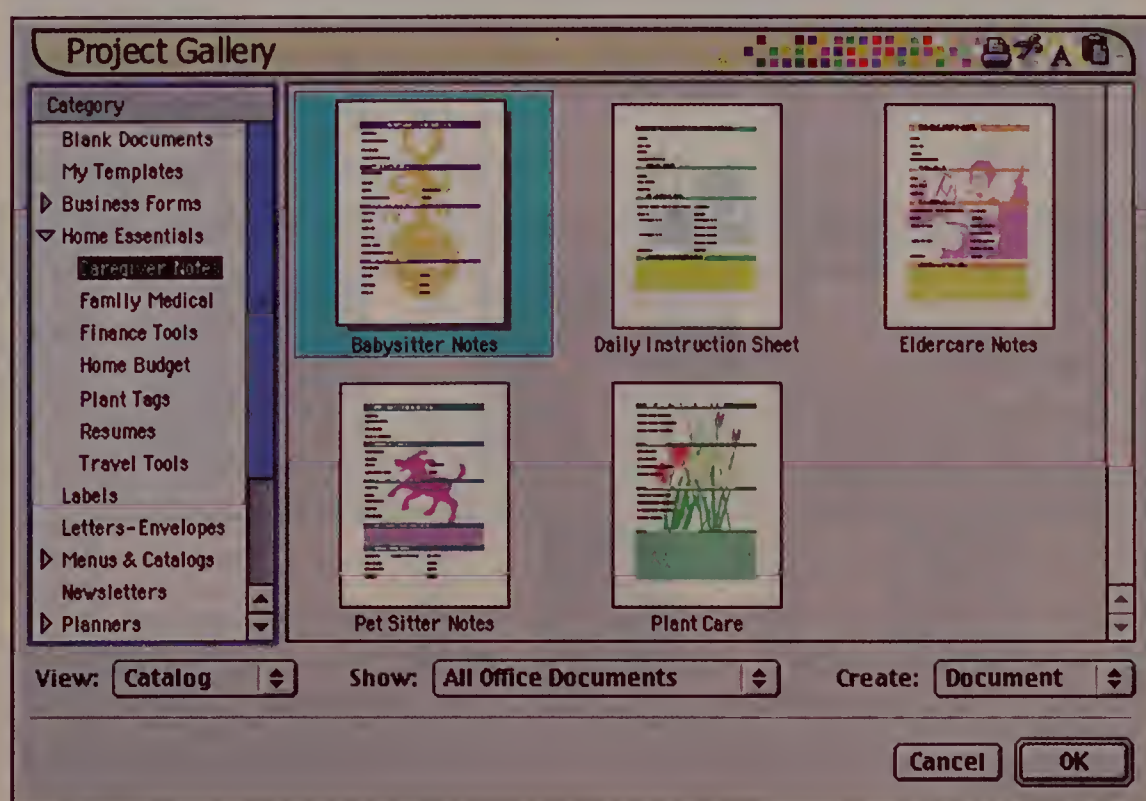 Project Gallery
A
Category
Blank Documents
My Templates
Business Forms
Home Essentials
Caregiver Notes
Family Medical
Finance Tools
Home Budget
Plant Tags
Resumes
Travel Tools
Labels
Letters-Envelopes
Menus & Catalogs
Newsletters
Planners
Babysitter Notes
Daily Instruction Sheet
Eldercare Notes
Pet Sitter Notes
Plant Care
View: Catalog
Show: All Office Documents
Create: Document
Cancel
OK